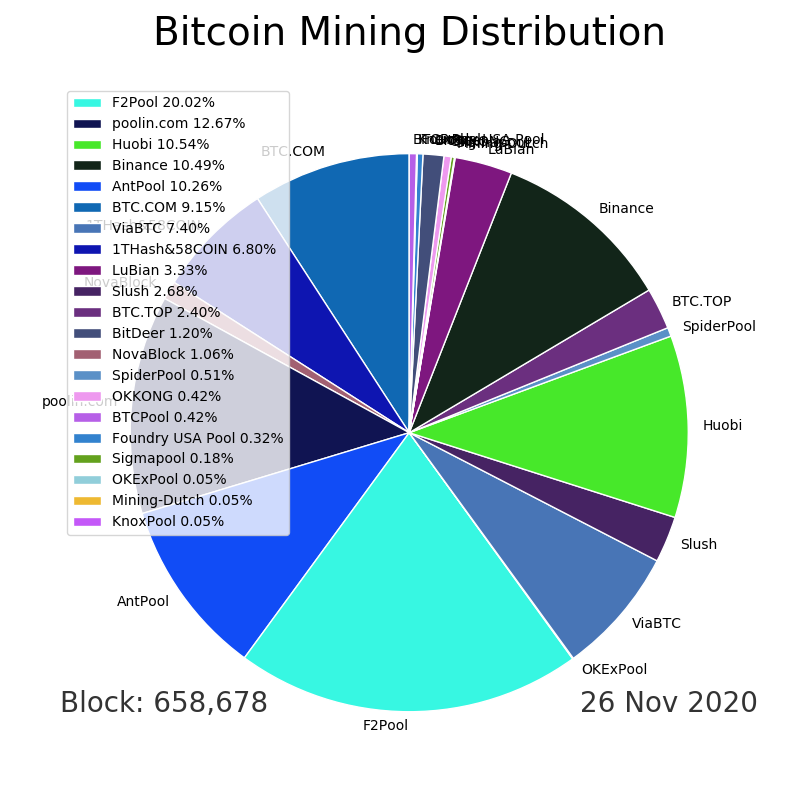 Bitcoin Mining Distribution
F2Pool 20.02%
poolin.com 12.67%
Huobi 10.54%
Binance 10.49%
AntPool 10.26%
BTC.COM 9.15%
ViaBTC 7.40%
1THash&58COIN 6.80%
LuBian 3.33%
Slush 2.68%
BTC.TOP 2.40%
BitDeer 1.20%
NovaBlock 1.06%
SpiderPool 0.51%
OKKONG 0.42%
BTCPool 0.42%
Foundry USA Pool 0.32%
Sigmapool 0.18%
OKExPool 0.05%
Mining-Dutch 0.05%
KnoxPool 0.05%
BTC.COM
1THash&58COIN
NovaBlock
poolin.com
AntPool
F2Pool
OKExPool
ViaBTC
Slush
Huobi
SpiderPool
BTC.TOP
Binance
LuBian
Block: 658,678
26 Nov 2020